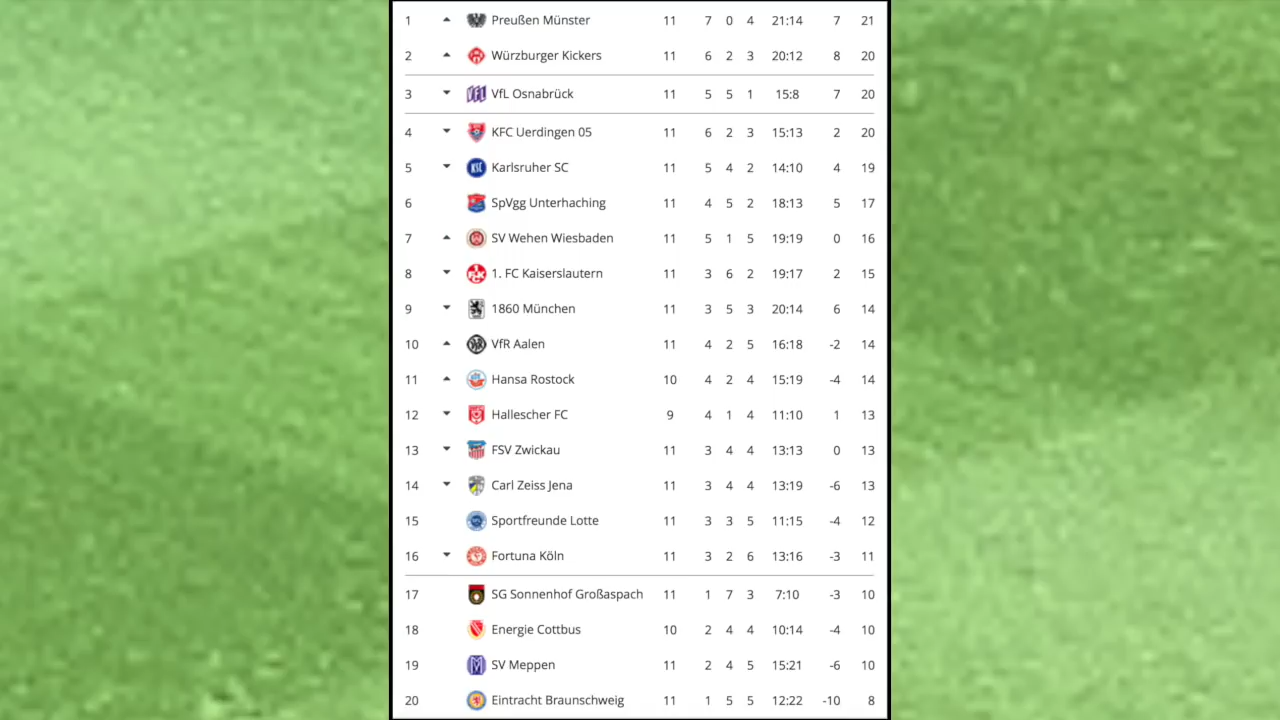 1 Preußen Münster 11 7 0 4 21:14 7 21
2 Würzburger Kickers 11 6 2 3 20:12 8 20
3 VfL Osnabrück 11 5 5 1 15:8 7 20
4 KFC Uerdingen 05 11 6 2 3 15:13 2 20
5 Karlsruher SC 11 5 4 2 14:10 4 19
6 SpVgg Unterhaching 11 4 5 2 18:13 5 17
7 SV Wehen Wiesbaden 11 5 1 5 19:19 0 16
8 1. FC Kaiserslautern 11 3 6 2 19:17 2 15
9 1860 München 11 3 5 3 20:14 6 14
10 VfR Aalen 11 4 2 5 16:18 -2 14
11 Hansa Rostock 10 4 2 4 15:19 -4 14
12 Hallescher FC 9 4 1 4 11:10 1 13
13 FSV Zwickau 11 3 4 4 13:13 0 13
14 Carl Zeiss Jena 11 3 4 4 13:19 -6 13
15 Sportfreunde Lotte 11 3 3 5 11:15 -4 12
16 Fortuna Köln 11 3 2 6 13:16 -3 11
17 SG Sonnenhof Großaspach 11 1 7 3 7:10 -3 10
18 Energie Cottbus 10 2 4 4 10:14 -4 10
19 SV Meppen 11 2 4 5 15:21 -6 10
20 Eintracht Braunschweig 11 1 5 5 12:22 -10 8